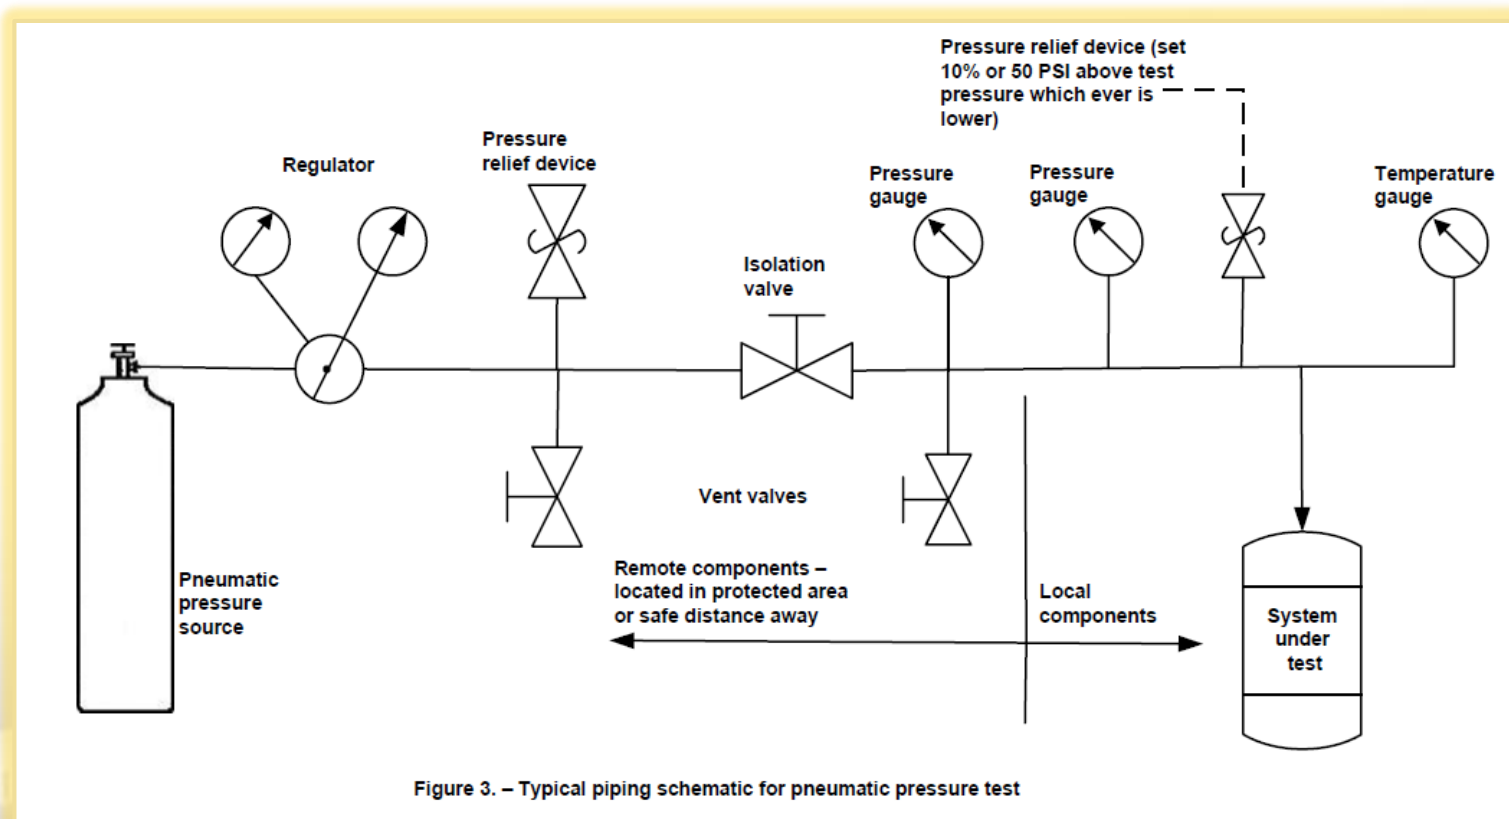 Pressure relief device (set
10% or 50 PSI above test
pressure which ever is
lower)
Regulator
Pressure
relief device
Pressure
gauge
Pressure
gauge
Temperature
gauge
Isolation
valve
Vent valves
Pneumatic
pressure
source
Remote components –
located in protected area
or safe distance away
Local
components
System
under
test
Figure 3. – Typical piping schematic for pneumatic pressure test